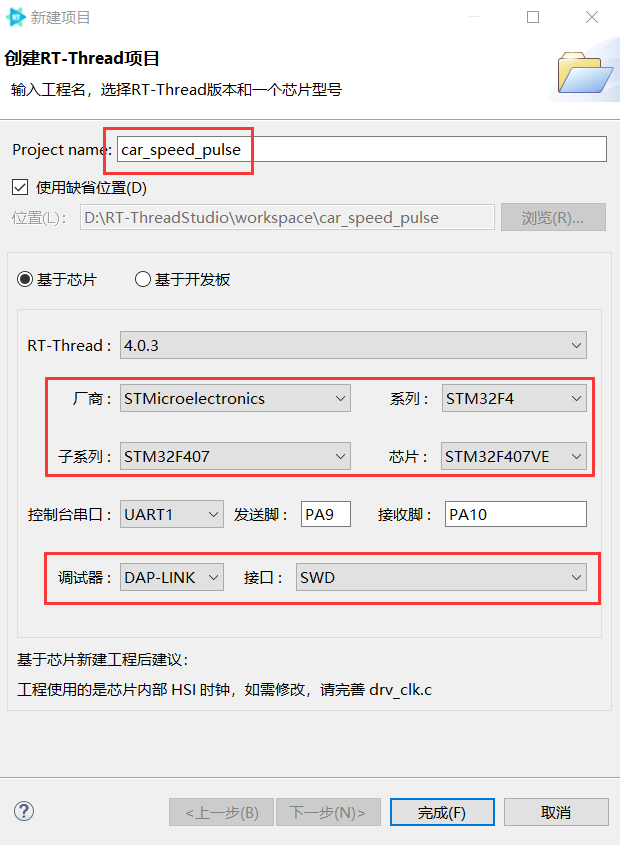 新建项目
创建RT-Thread项目
输入工程名，选择RT-Thread版本和一个芯片型号
Project name: car_speed_pulse
使用缺省位置(D)
位置(L)： D:\RT-ThreadStudio\workspace\car_speed_pulse 浏览(R)...
基于芯片 基于开发板
RT-Thread : 4.0.3
厂商： STMicroelectronics 系列： STM32F4
子系列： STM32F407 芯片： STM32F407VE
控制台串口： UART1 发送脚： PA9 接收脚： PA10
调试器： DAP-LINK 接口： SWD
基于芯片新建工程后建议：
工程使用的是芯片内部 HSI 时钟，如需修改，请完善 drv_clk.c
? <上一步(B) 下一步(N)> 完成(F) 取消